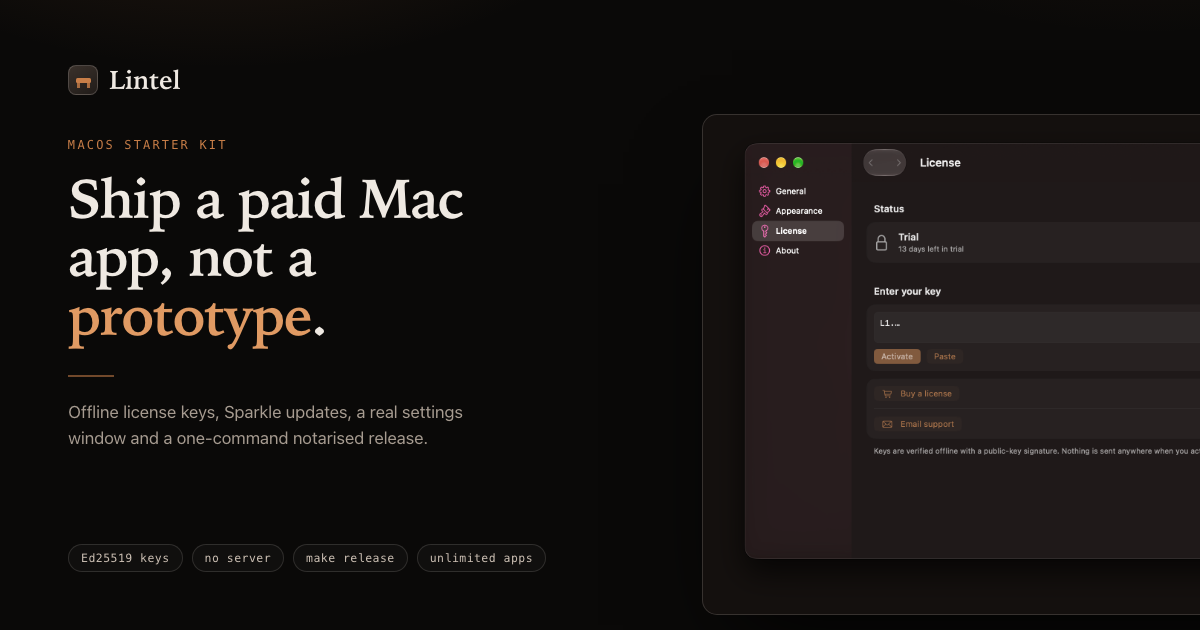 Lintel
MACOS STARTER KIT
Ship a paid Mac
app, not a
prototype.
Offline license keys, Sparkle updates, a real settings
window and a one-command notarised release.
Ed25519 keys
no server
make release
unlimited apps
General
Appearance
License
About
License
Status
Trial
13 days left in trial
Enter your key
L1.…
Activate
Paste
Buy a license
Email support
Keys are verified offline with a public-key signature. Nothing is sent anywhere when you